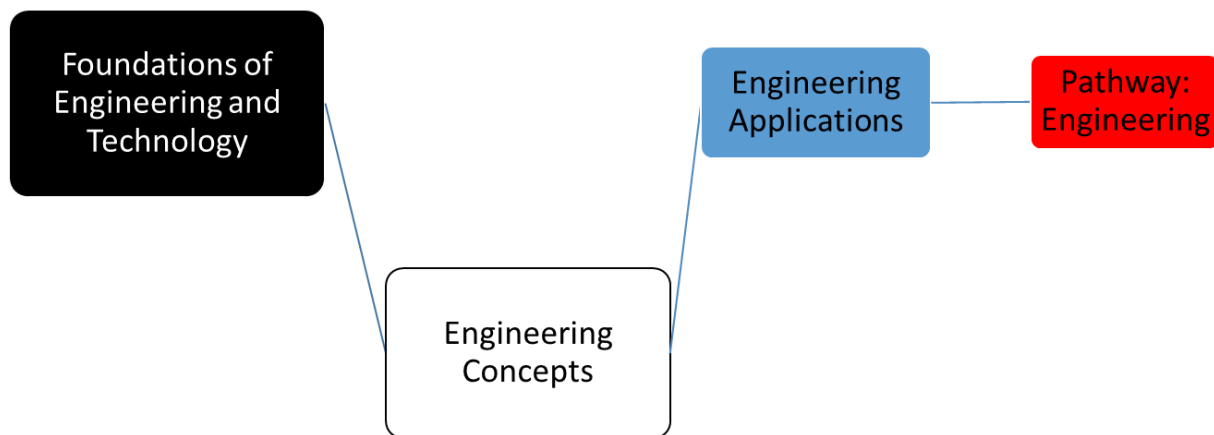 Foundations of
Engineering and
Technology
Engineering
Concepts
Engineering
Applications
Pathway:
Engineering